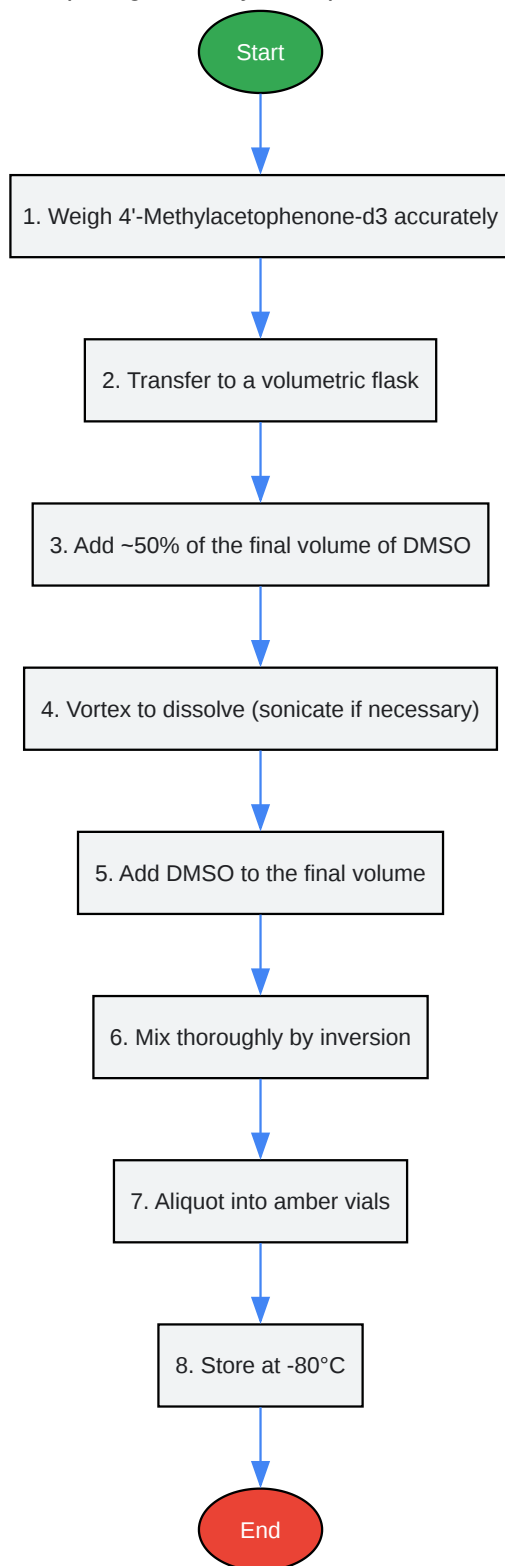 Start
1. Weigh 4'-Methylacetophenone-d3 accurately
2. Transfer to a volumetric flask
3. Add ~50% of the final volume of DMSO
4. Vortex to dissolve (sonicate if necessary)
5. Add DMSO to the final volume
6. Mix thoroughly by inversion
7. Aliquot into amber vials
8. Store at -80°C
End